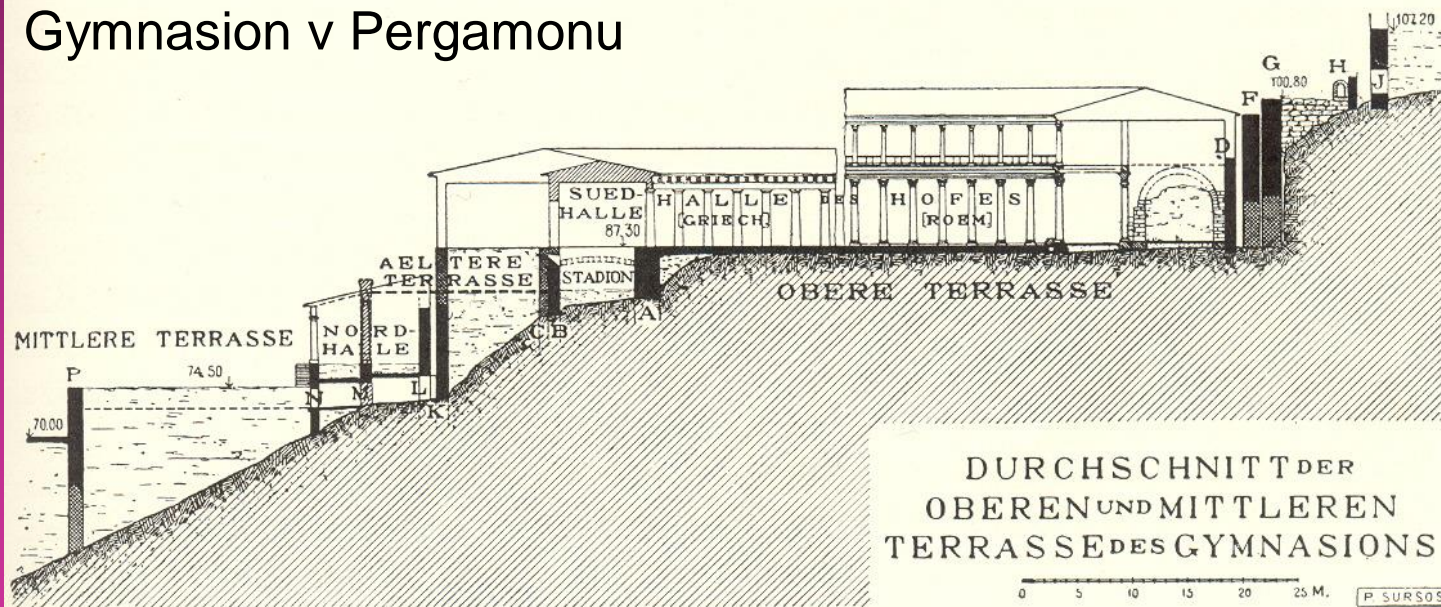 Gymnasion v Pergamonu
107.20
G
100.80
H
J
F
D
SUED-
HALLE
87.30
HALLE DES HOFES
[GRIECH]
[ROEM]
AELTERE
TERRASSE
STADION
OBERE TERRASSE
A
C B
MITTLERE TERRASSE
NORD-
HALLE
P
74.50
N M L
K
70.00
DURCHSCHNITT DER
OBEREN UND MITTLEREN
TERRASSE DES GYMNASIONS
0 5 10 15 20 25 M.
P. SURSOS